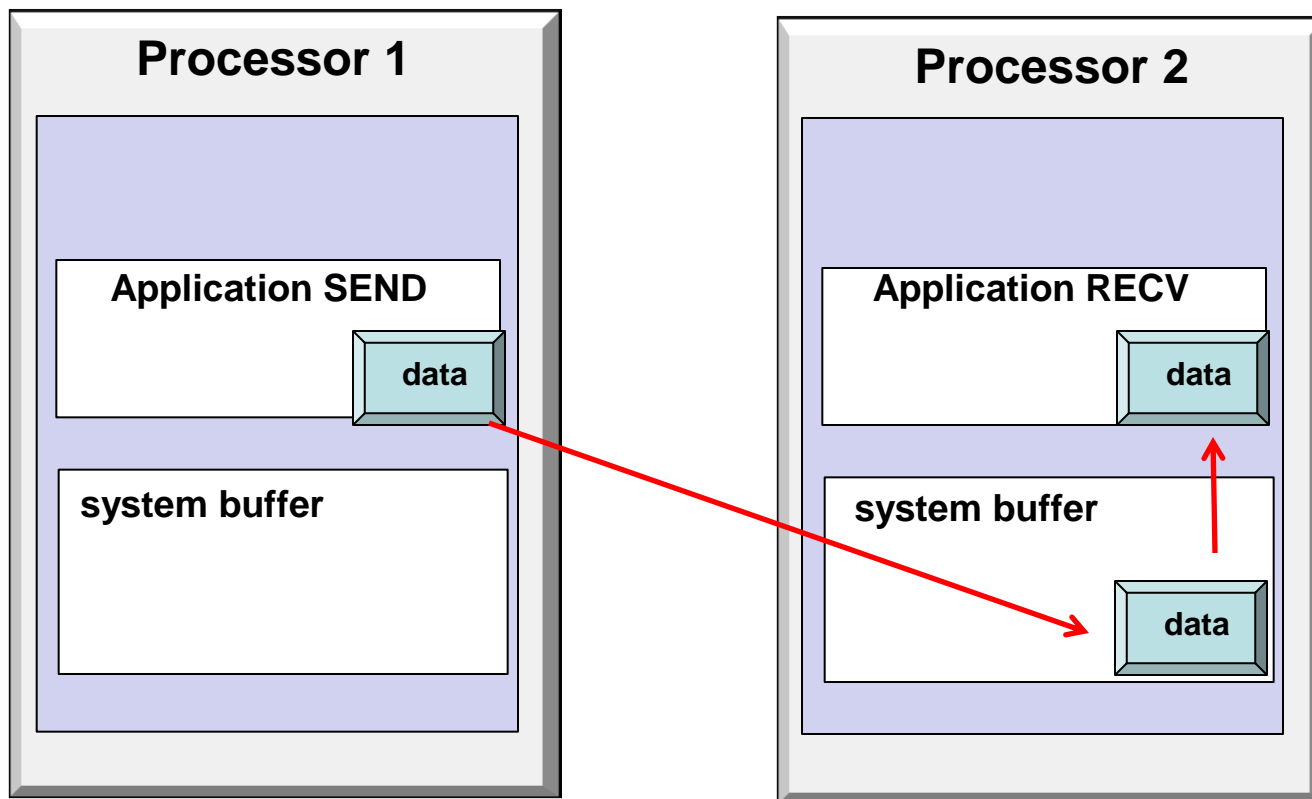 Processor 1
Application SEND
data
system buffer
Processor 2
Application RECV
data
system buffer
data